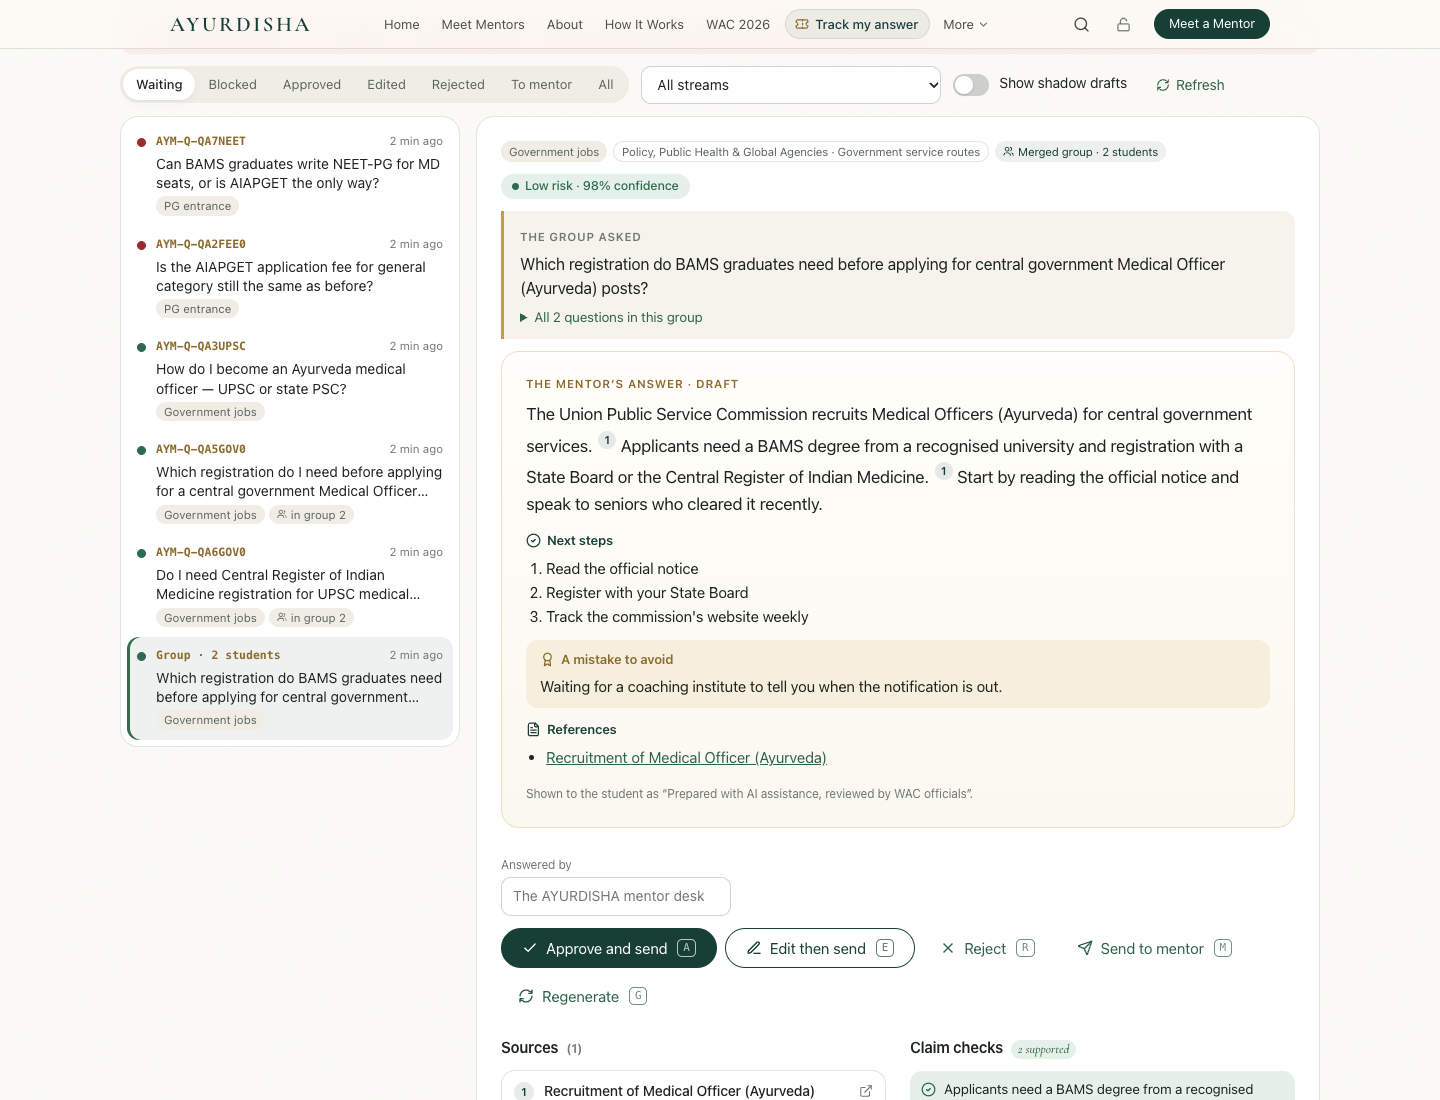 AYURDISHA
Home
Meet Mentors
About
How It Works
WAC 2026
Track my answer
More
Meet a Mentor
Waiting
Blocked
Approved
Edited
Rejected
To mentor
All
All streams
Show shadow drafts
Refresh
AYM-Q-QA7NEET
2 min ago
Can BAMS graduates write NEET-PG for MD
seats, or is AIAPGET the only way?
PG entrance
AYM-Q-QA2FEE0
2 min ago
Is the AIAPGET application fee for general
category still the same as before?
PG entrance
AYM-Q-QA3UPSC
2 min ago
How do I become an Ayurveda medical
officer — UPSC or state PSC?
Government jobs
AYM-Q-QA5GOV0
2 min ago
Which registration do I need before applying
for a central government Medical Officer...
Government jobs
in group 2
AYM-Q-QA6GOV0
2 min ago
Do I need Central Register of Indian
Medicine registration for UPSC medical...
Government jobs
in group 2
Group · 2 students
2 min ago
Which registration do BAMS graduates need
before applying for central government...
Government jobs
Government jobs
Policy, Public Health & Global Agencies · Government service routes
Merged group · 2 students
Low risk · 98% confidence
THE GROUP ASKED
Which registration do BAMS graduates need before applying for central government Medical Officer
(Ayurveda) posts?
All 2 questions in this group
THE MENTOR'S ANSWER · DRAFT
The Union Public Service Commission recruits Medical Officers (Ayurveda) for central government
services. 1 Applicants need a BAMS degree from a recognised university and registration with a
State Board or the Central Register of Indian Medicine. 1 Start by reading the official notice and
speak to seniors who cleared it recently.
Next steps
1. Read the official notice
2. Register with your State Board
3. Track the commission's website weekly
A mistake to avoid
Waiting for a coaching institute to tell you when the notification is out.
References
• Recruitment of Medical Officer (Ayurveda)
Shown to the student as “Prepared with AI assistance, reviewed by WAC officials”.
Answered by
The AYURDISHA mentor desk
Approve and send A
Edit then send E
Reject R
Send to mentor M
Regenerate G
Sources (1)
1 Recruitment of Medical Officer (Ayurveda)
Claim checks 2 supported
Applicants need a BAMS degree from a recognised